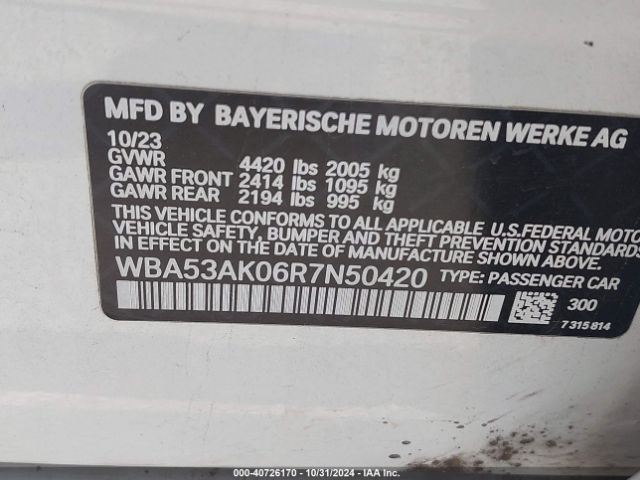 MFD BY BAYERISCHE MOTOREN WERKE AG
10/23
GVWR 4420 lbs 2005 kg
GAWR FRONT 2414 lbs 1095 kg
GAWR REAR 2194 lbs 995 kg
THIS VEHICLE CONFORMS TO ALL APPLICABLE U.S.FEDERAL MOTO
VEHICLE SAFETY, BUMPER AND THEFT PREVENTION STANDARDS
IN EFFECT ON THE DATE OF MANUFACTURE SHOWN ABOVE.
WBA53AK06R7N50420 TYPE: PASSENGER CAR
300
7 315 814
000-40726170 - 10/31/2024 - IAA Inc.